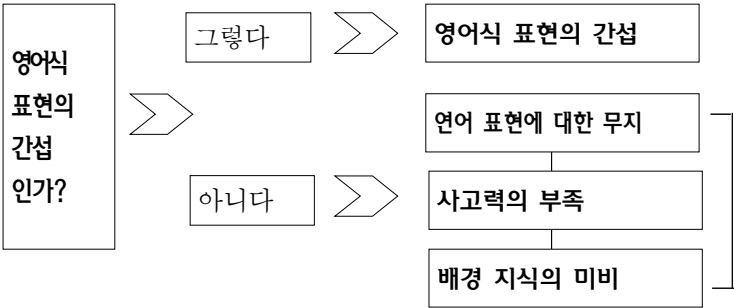 영어식
표현의
간섭
인가?
그렇다
영어식 표현의 간섭
아니다
연어 표현에 대한 무지
사고력의 부족
배경 지식의 미비